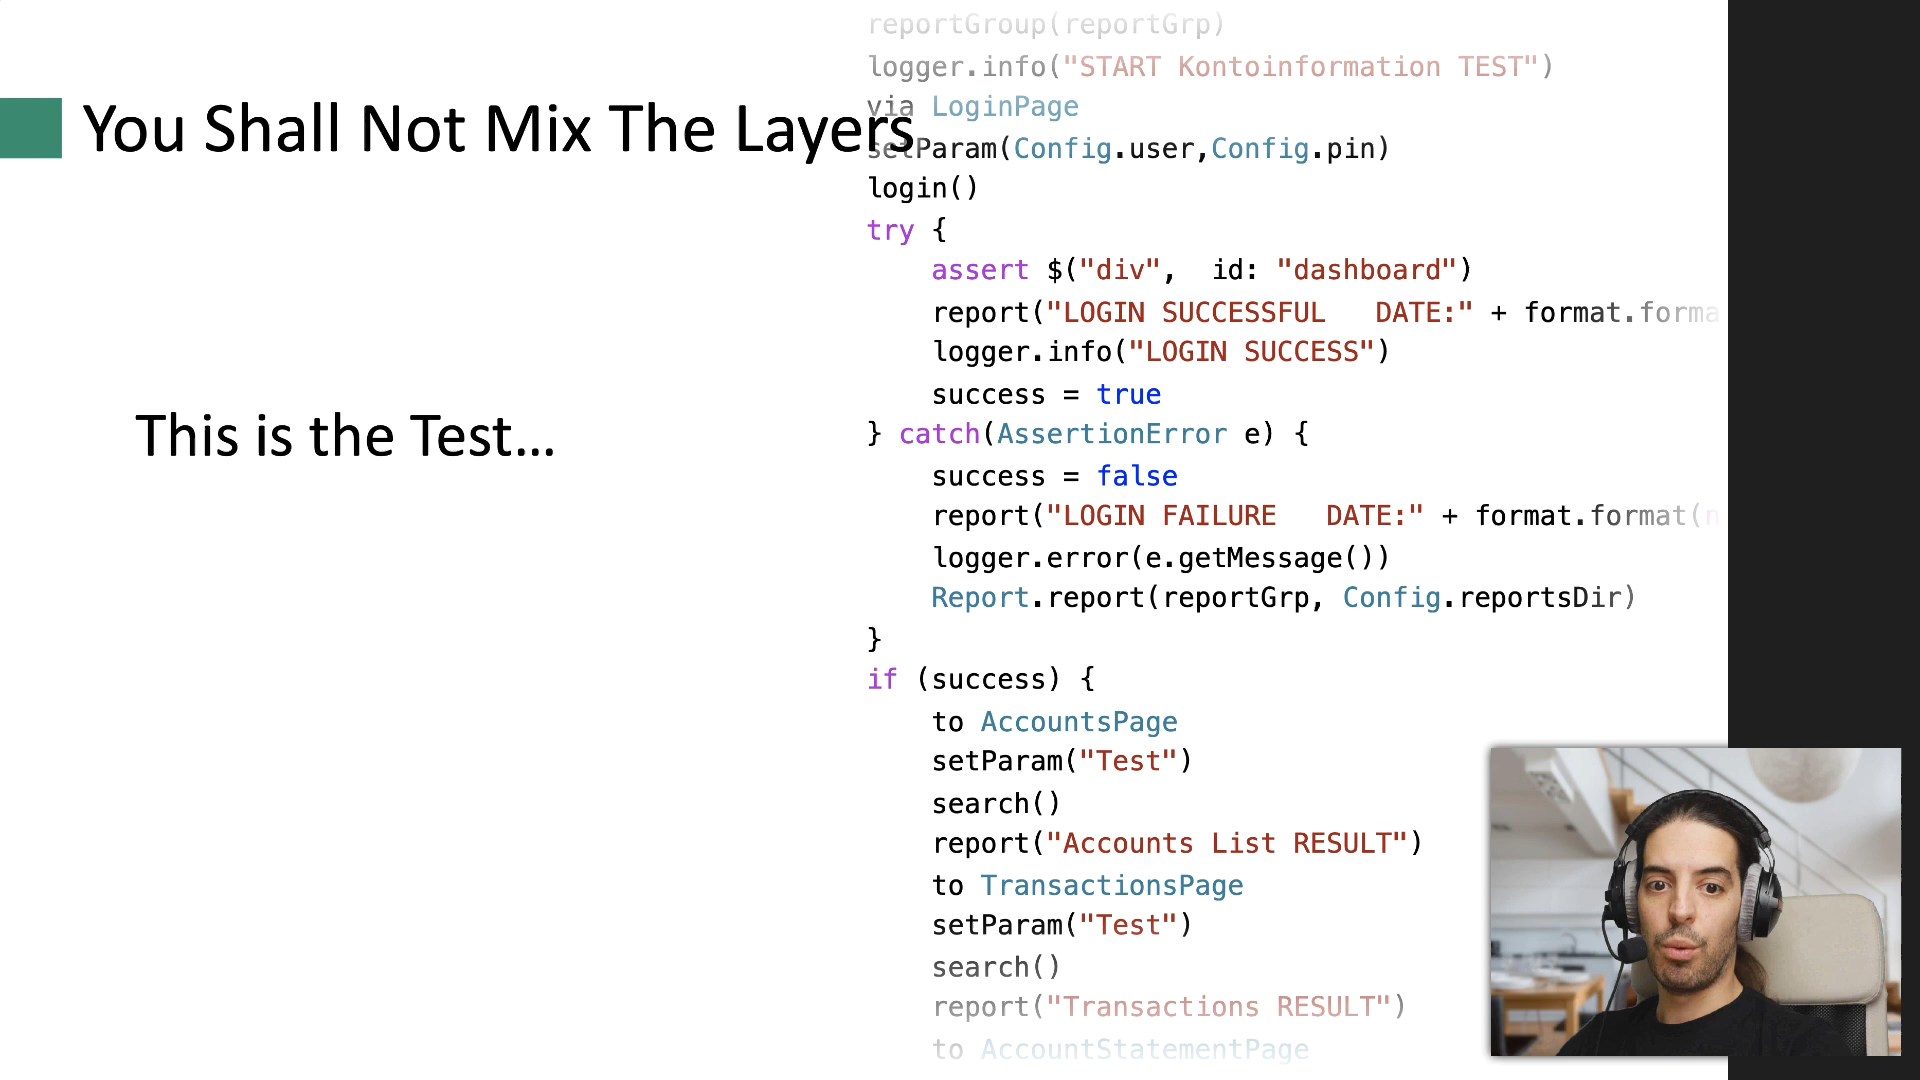 You Shall Not Mix The Layers
This is the Test...
reportGroup(reportGrp)
logger.info("START Kontoinformation TEST")
via LoginPage
setParam(Config.user,Config.pin)
login()
try {
    assert $("div",  id: "dashboard")
    report("LOGIN SUCCESSFUL   DATE:" + format.forma
    logger.info("LOGIN SUCCESS")
    success = true
} catch(AssertionError e) {
    success = false
    report("LOGIN FAILURE   DATE:" + format.format(n
    logger.error(e.getMessage())
    Report.report(reportGrp, Config.reportsDir)
}
if (success) {
    to AccountsPage
    setParam("Test")
    search()
    report("Accounts List RESULT")
    to TransactionsPage
    setParam("Test")
    search()
    report("Transactions RESULT")
    to AccountStatementPage